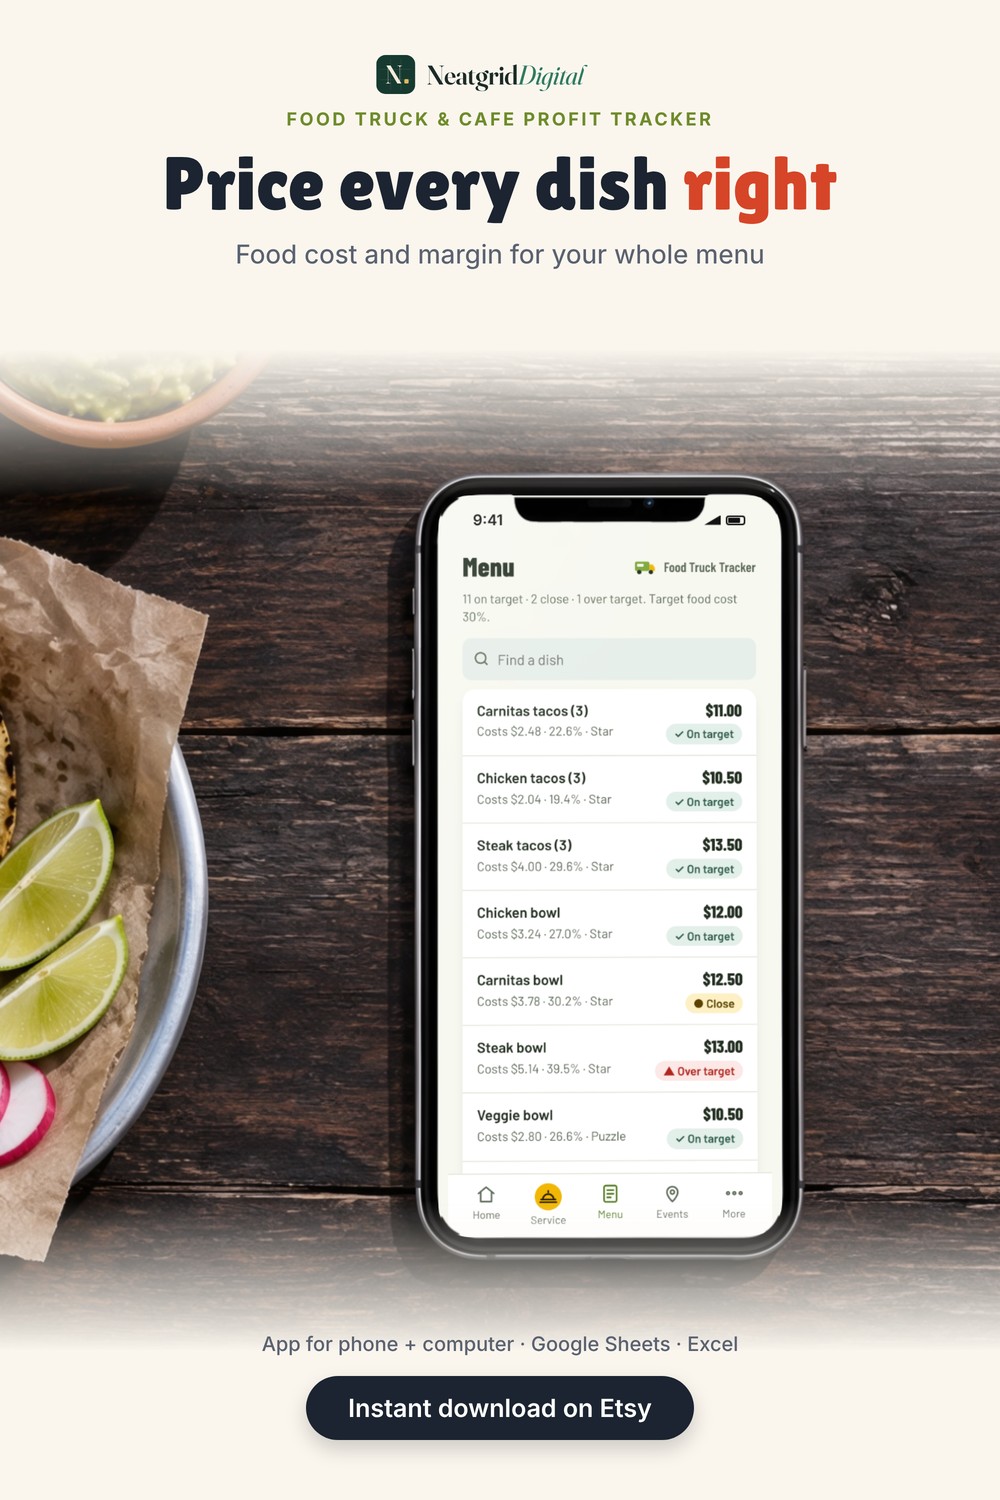 N. NeatgridDigital
FOOD TRUCK & CAFE PROFIT TRACKER
Price every dish right
Food cost and margin for your whole menu
9:41
Menu
Food Truck Tracker
11 on target · 2 close · 1 over target. Target food cost
30%.
Find a dish
Carnitas tacos (3) $11.00
Costs $2.48 · 22.6% · Star ✓ On target
Chicken tacos (3) $10.50
Costs $2.04 · 19.4% · Star ✓ On target
Steak tacos (3) $13.50
Costs $4.00 · 29.6% · Star ✓ On target
Chicken bowl $12.00
Costs $3.24 · 27.0% · Star ✓ On target
Carnitas bowl $12.50
Costs $3.78 · 30.2% · Star ● Close
Steak bowl $13.00
Costs $5.14 · 39.5% · Star ▲ Over target
Veggie bowl $10.50
Costs $2.80 · 26.6% · Puzzle ✓ On target
Home Service Menu Events More
App for phone + computer · Google Sheets · Excel
Instant download on Etsy